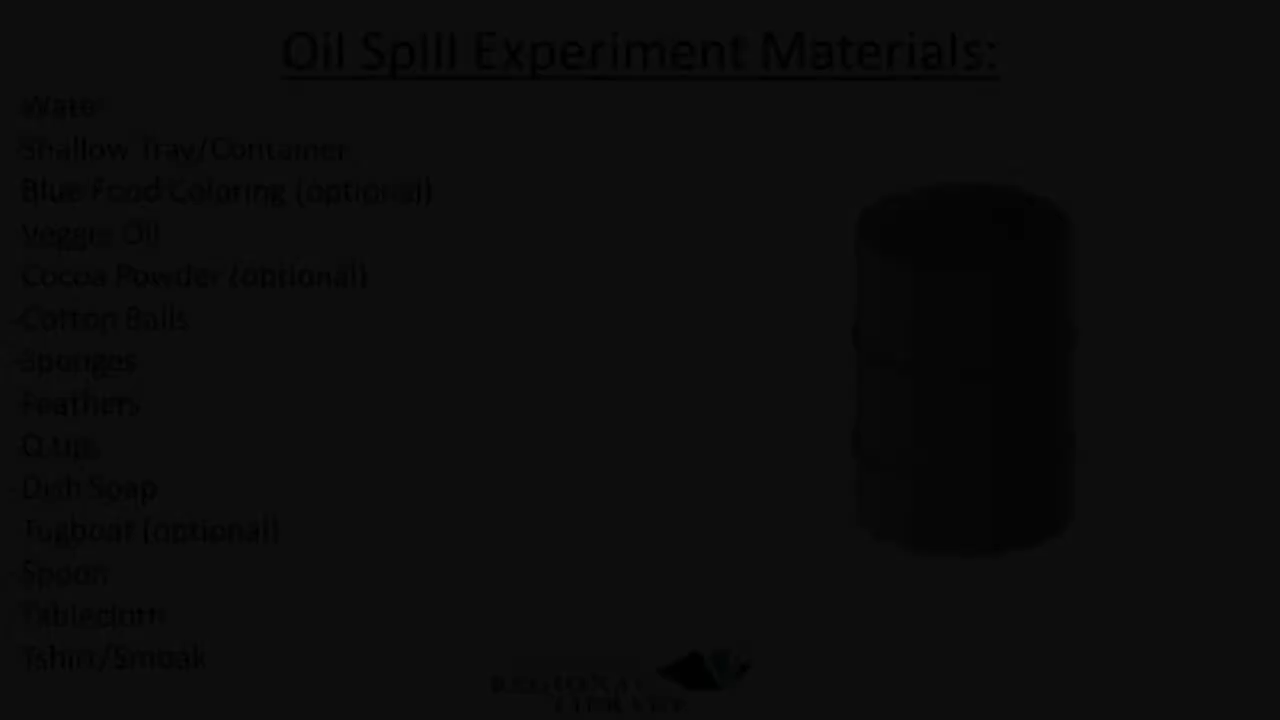 Oil Spill Experiment Materials:
Water
Shallow Tray/Container
Blue Food Coloring (optional)
Veggie Oil
Cocoa Powder (optional)
Cotton Balls
Sponges
Feathers
Q tips
Dish Soap
Tugboat (optional)
Spoon
Tablecloth
Tshirt/Smoak